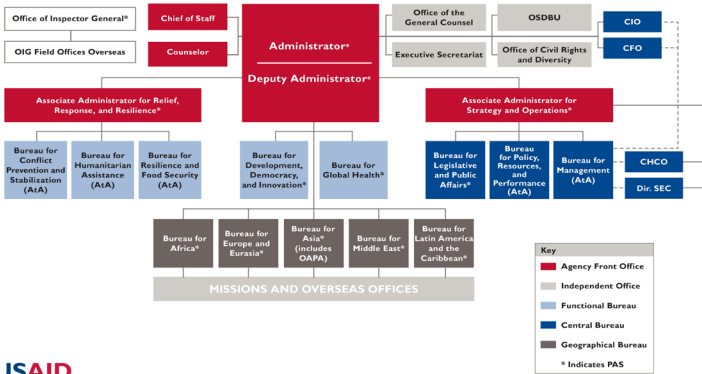 Office of Inspector General*
OIG Field Offices Overseas
Chief of Staff
Counselor
Administrator*
Deputy Administrator*
Office of the
General Counsel
Executive Secretariat
OSDBU
Office of Civil Rights
and Diversity
CIO
CFO
Associate Administrator for Relief,
Response, and Resilience*
Associate Administrator for
Strategy and Operations*
Bureau for
Conflict
Prevention and
Stabilization
(AtA)
Bureau for
Humanitarian
Assistance
(AtA)
Bureau for
Resilience and
Food Security
(AtA)
Bureau for
Development,
Democracy,
and Innovation*
Bureau for
Global Health*
Bureau for
Legislative
and Public
Affairs*
Bureau
for Policy,
Resources,
and
Performance
(AtA)
Bureau for
Management
(AtA)
CHCO
Dir. SEC
Bureau for
Africa*
Bureau for
Europe and
Eurasia*
Bureau for
Asia*
(includes
OAPA)
Bureau for
Middle East*
Bureau for
Latin America
and the
Caribbean*
MISSIONS AND OVERSEAS OFFICES
Key
Agency Front Office
Independent Office
Functional Bureau
Central Bureau
Geographical Bureau
* Indicates PAS
USAID